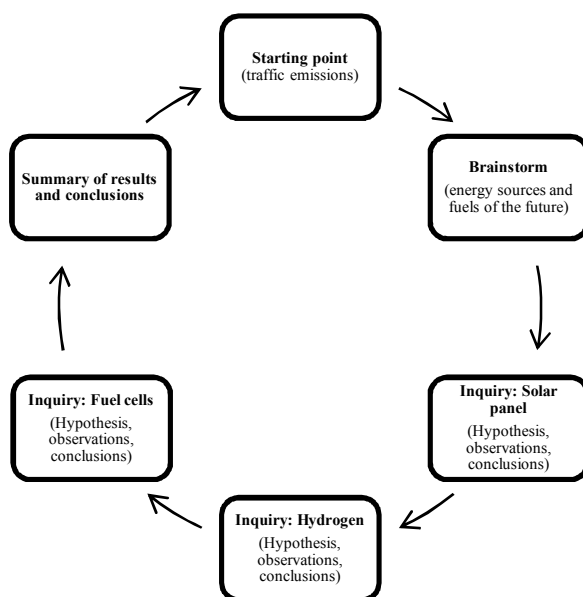 Starting point
(traffic emissions)
Brainstorm
(energy sources and
fuels of the future)
Inquiry: Solar
panel
(Hypothesis,
observations,
conclusions)
Inquiry: Hydrogen
(Hypothesis,
observations,
conclusions)
Inquiry: Fuel cells
(Hypothesis,
observations,
conclusions)
Summary of results
and conclusions